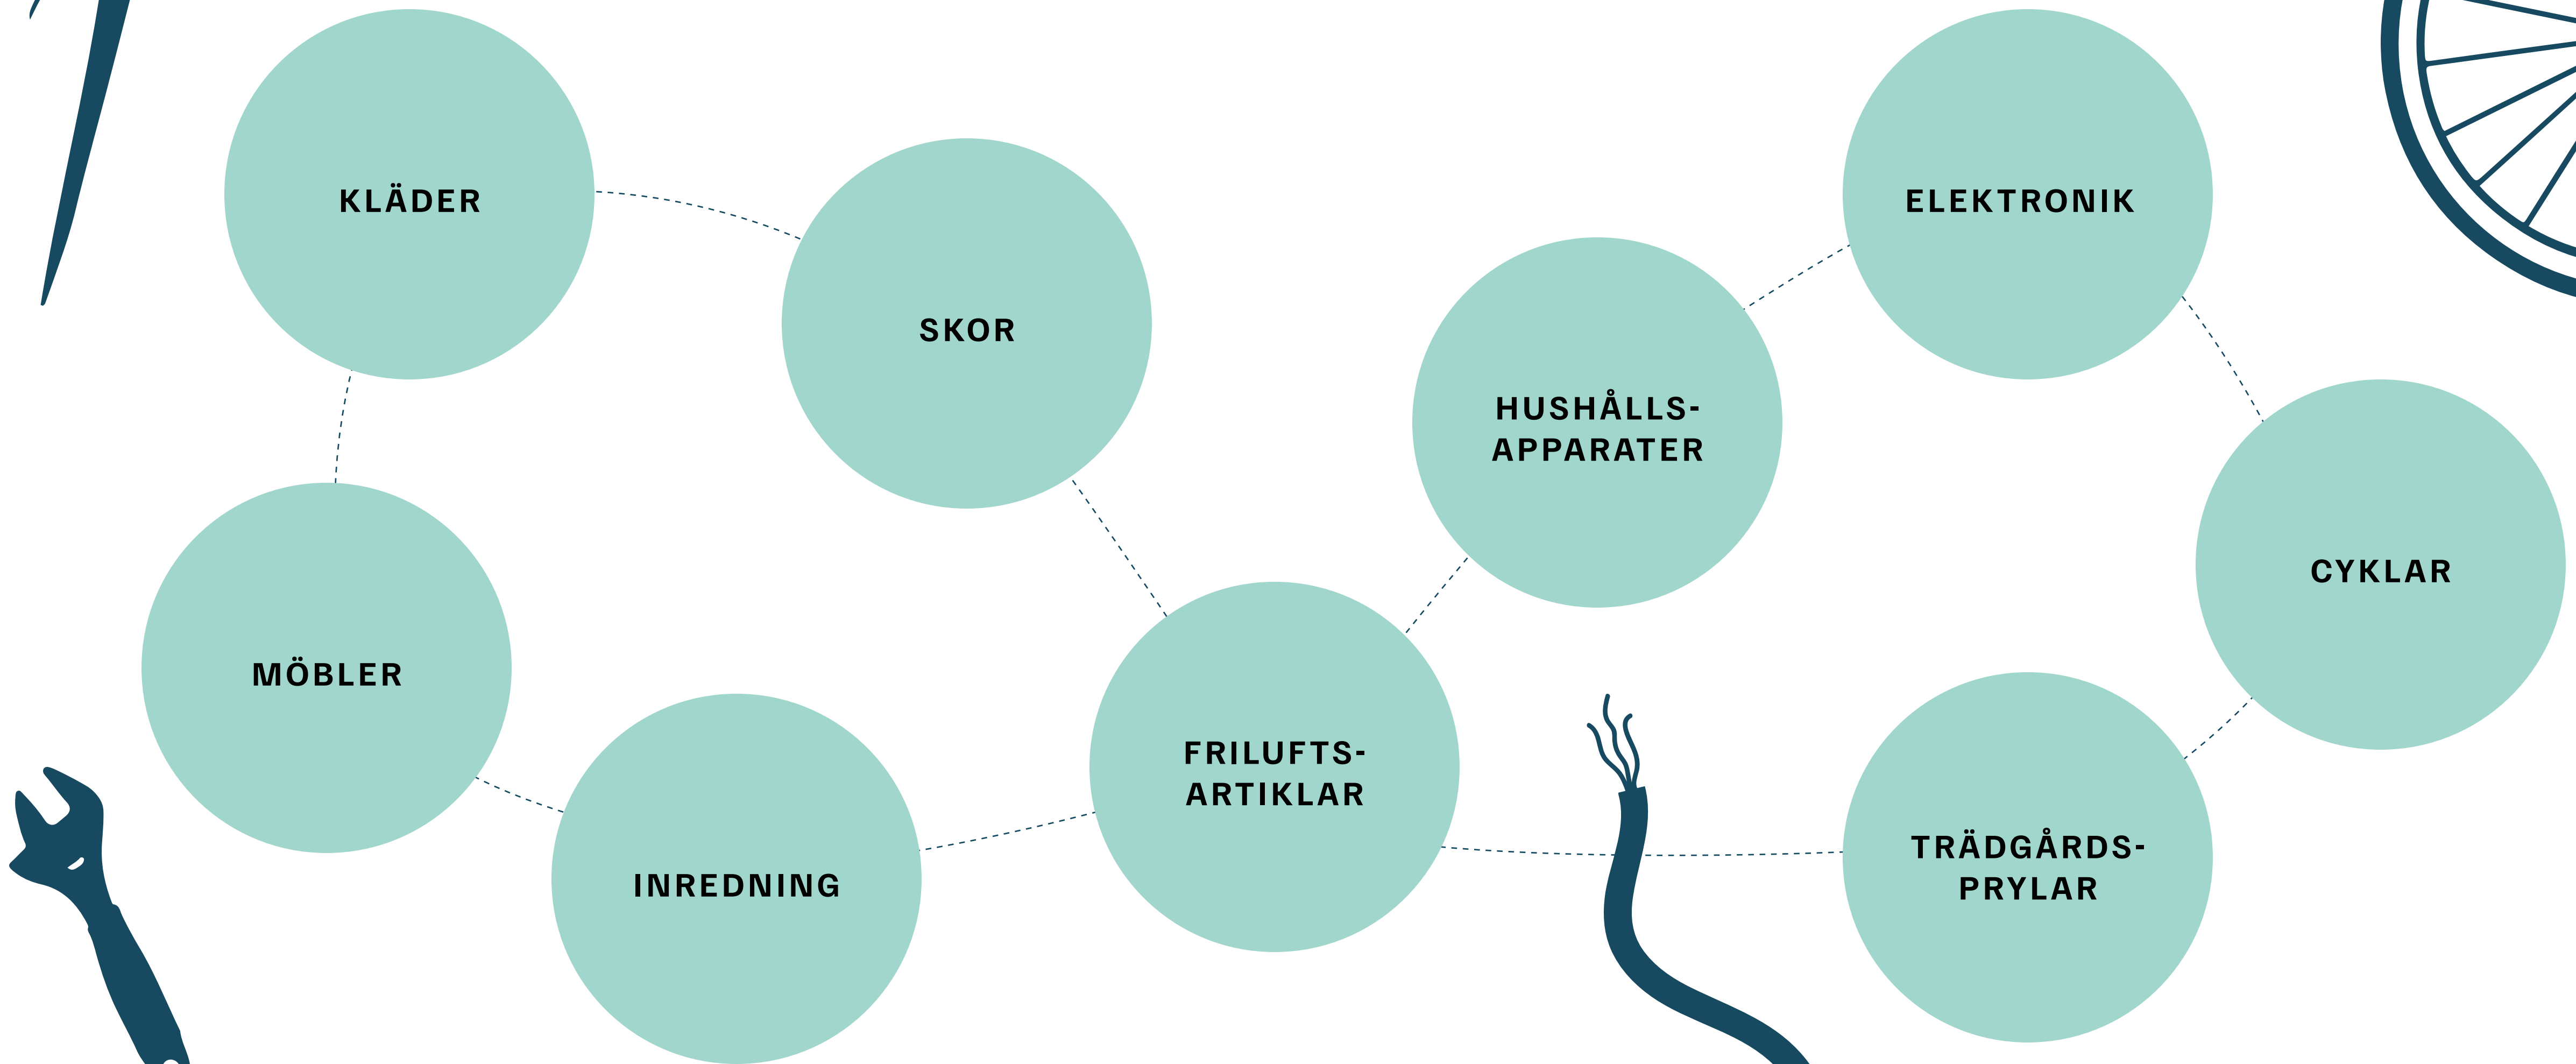 KLÄDER
SKOR
ELEKTRONIK
HUSHÅLLS-
APPARATER
CYKLAR
MÖBLER
INREDNING
FRILUFTS-
ARTIKLAR
TRÄDGÅRDS-
PRYLAR